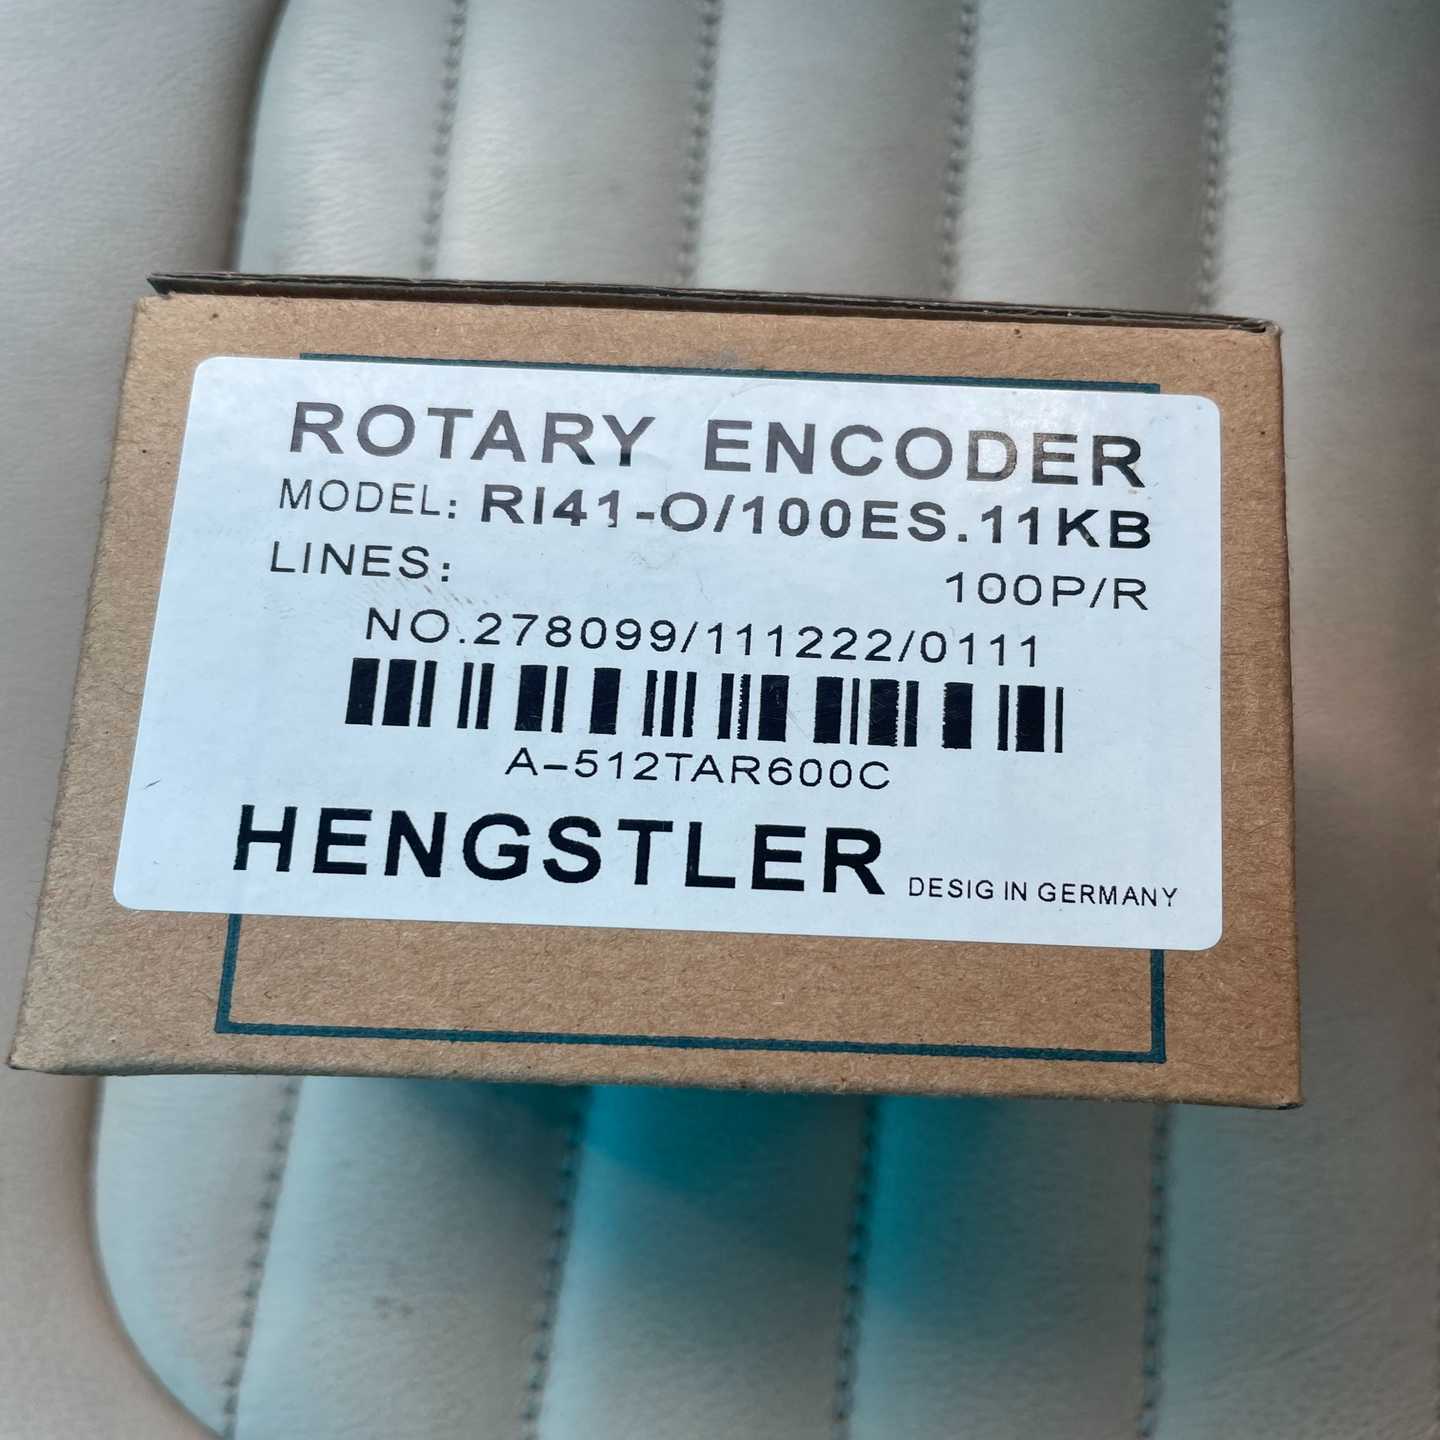 ROTARY ENCODER
MODEL: RI41-O/100ES.11KB
LINES: 100P/R
NO.278099/111222/0111
A-512TAR600C
HENGSTLER DESIG IN GERMANY